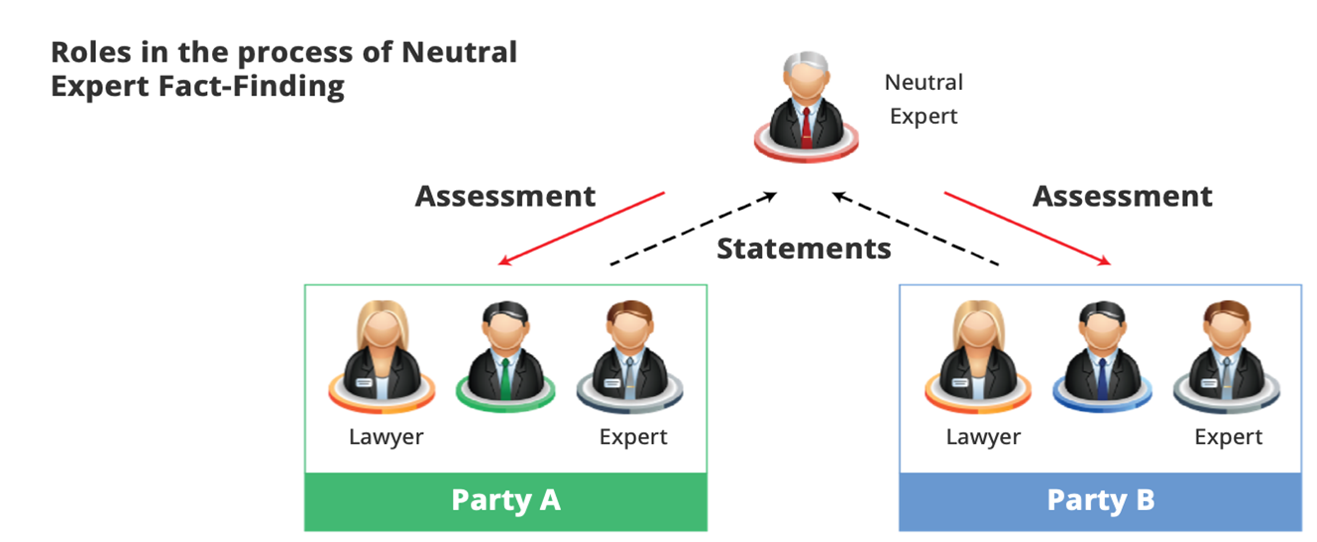 Roles in the process of Neutral
Expert Fact-Finding
Neutral
Expert
Assessment
Assessment
Statements
Lawyer
Expert
Party A
Lawyer
Expert
Party B